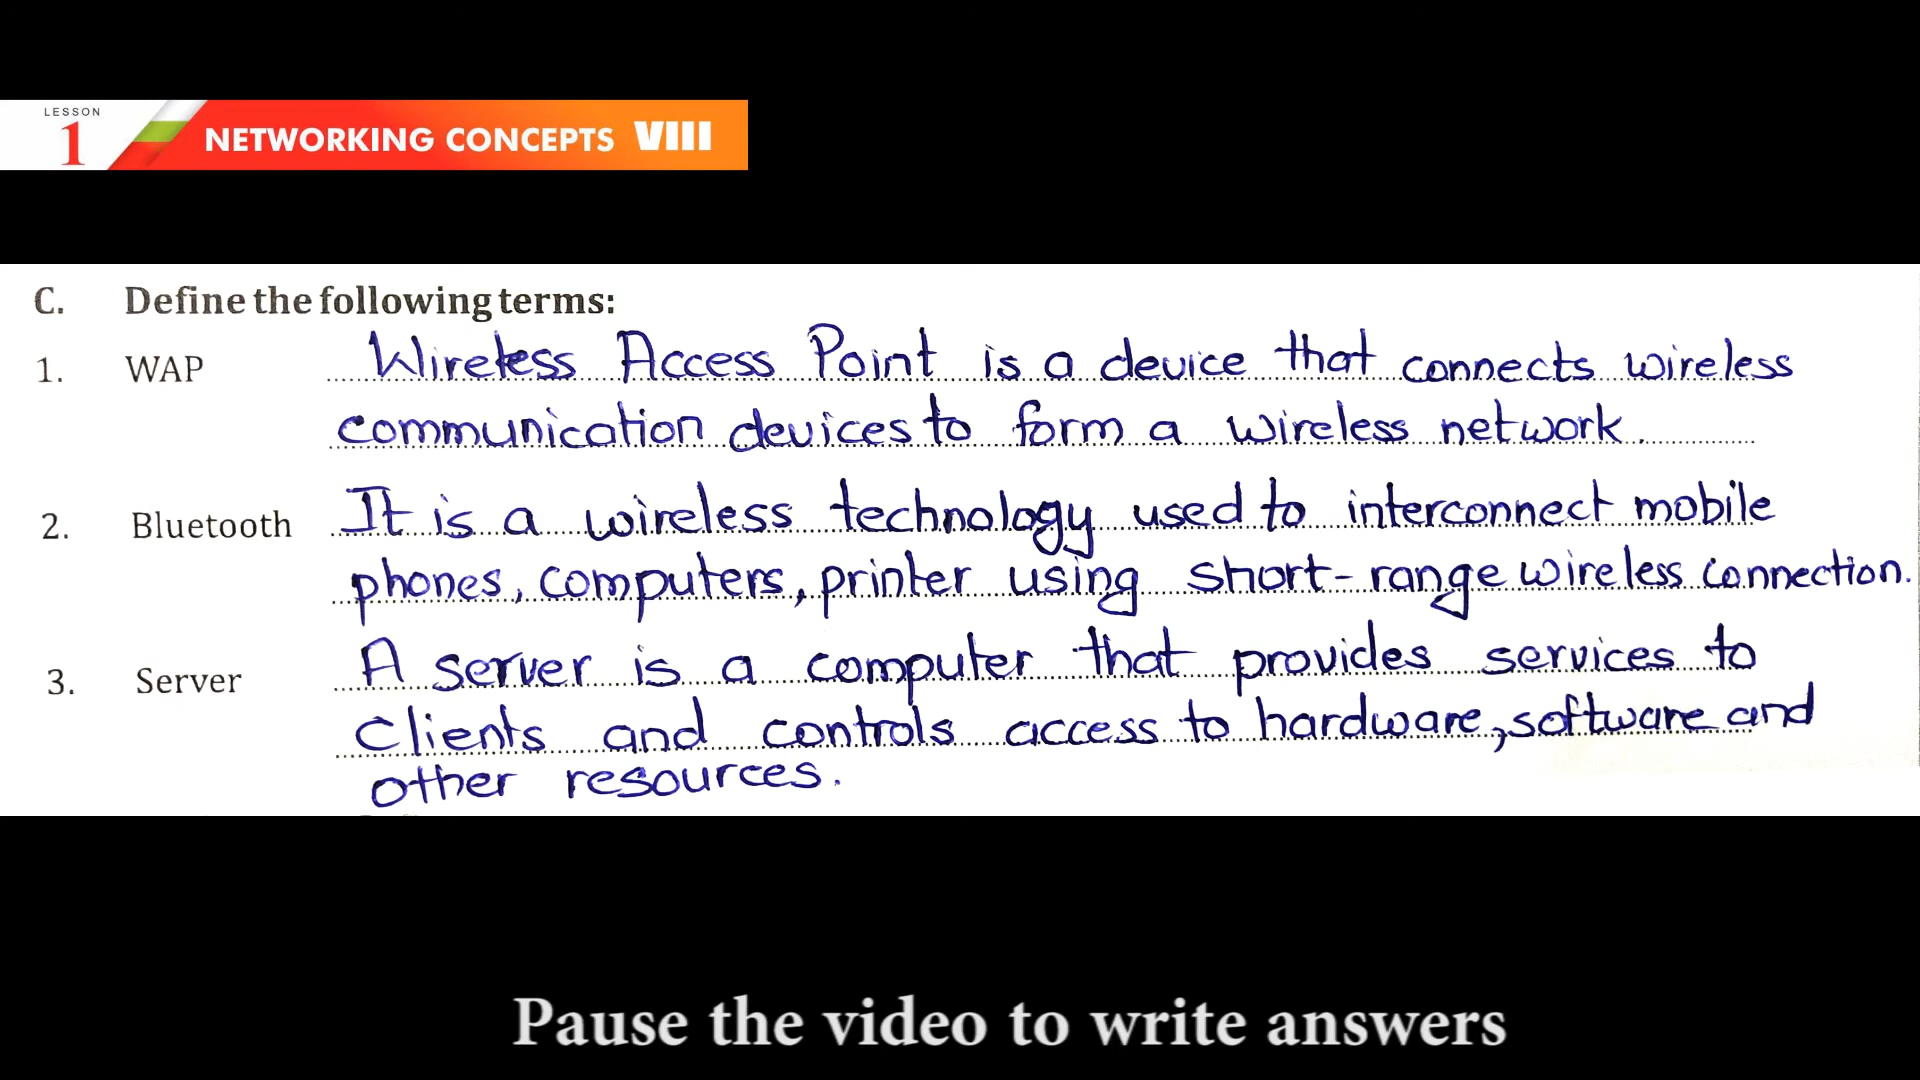 LESSON
1
NETWORKING CONCEPTS VIII
C. Define the following terms:
1. WAP Wireless Access Point is a device that connects wireless
communication devices to form a wireless network.
2. Bluetooth It is a wireless technology used to interconnect mobile
phones, computers, printer using short-range wireless connection.
3. Server A server is a computer that provides services to
clients and controls access to hardware, software and
other resources.
Pause the video to write answers